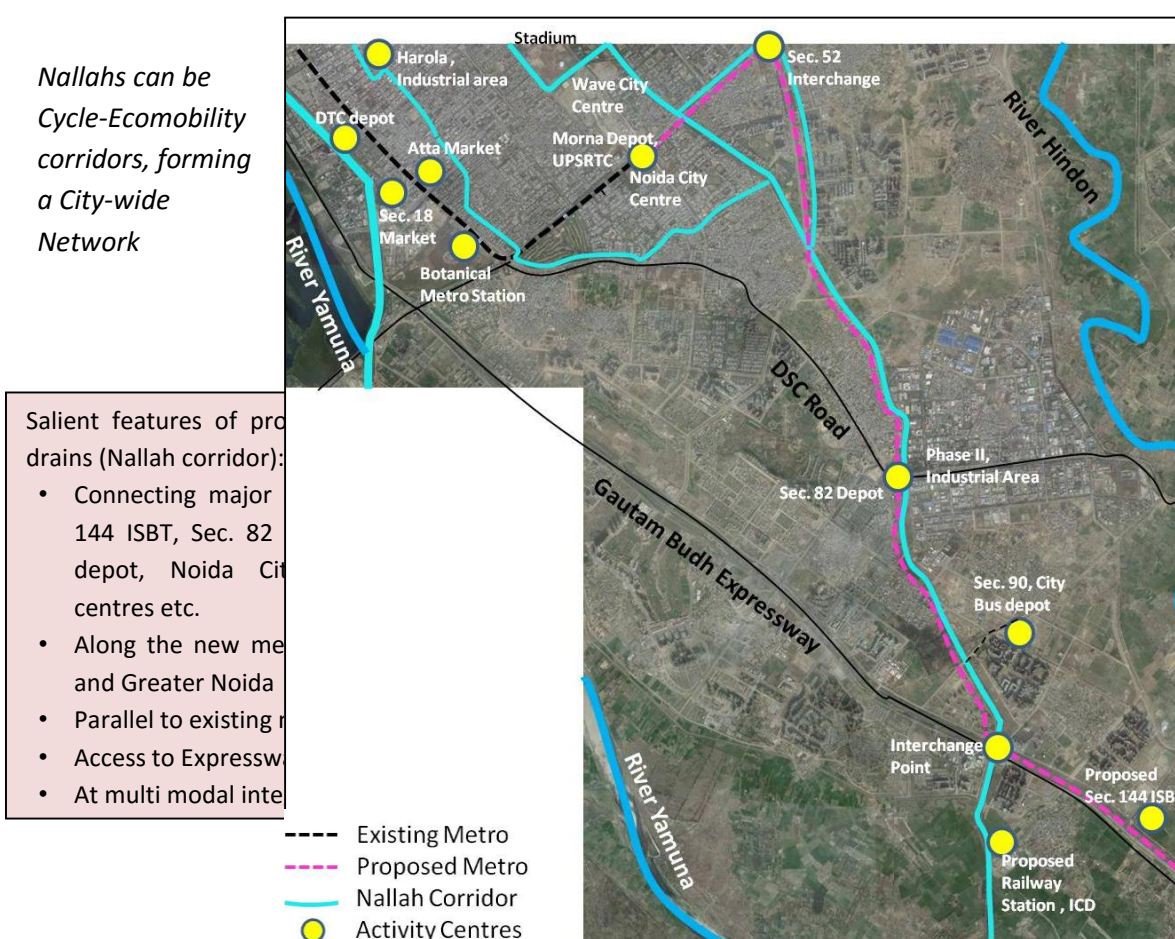 Nallahs can be
Cycle-Ecomobility
corridors, forming
a City-wide
Network
Salient features of
drains (Nallah corridor):
• Connecting major
144 ISBT, Sec. 82
depot, Noida
centres etc.
• Along the new
and Greater Noida
• Parallel to existing
• Access to
• At multi modal
Stadium
Harola ,
Industrial area
Sec. 52
Interchange
Wave City
Centre
DTC depot
Morna Depot,
UPSRTC
Atta Market
Noida City
Centre
Sec. 18
Market
Botanical
Metro Station
River Yamuna
River Hindon
DSC Road
Phase II,
Industrial Area
Sec. 82 Depot
Gautam Budh Expressway
Sec. 90, City
Bus depot
Interchange
Point
Proposed
Sec. 144 ISB
River Yamuna
Proposed
Railway
Station , ICD
Existing Metro
Proposed Metro
Nallah Corridor
Activity Centres